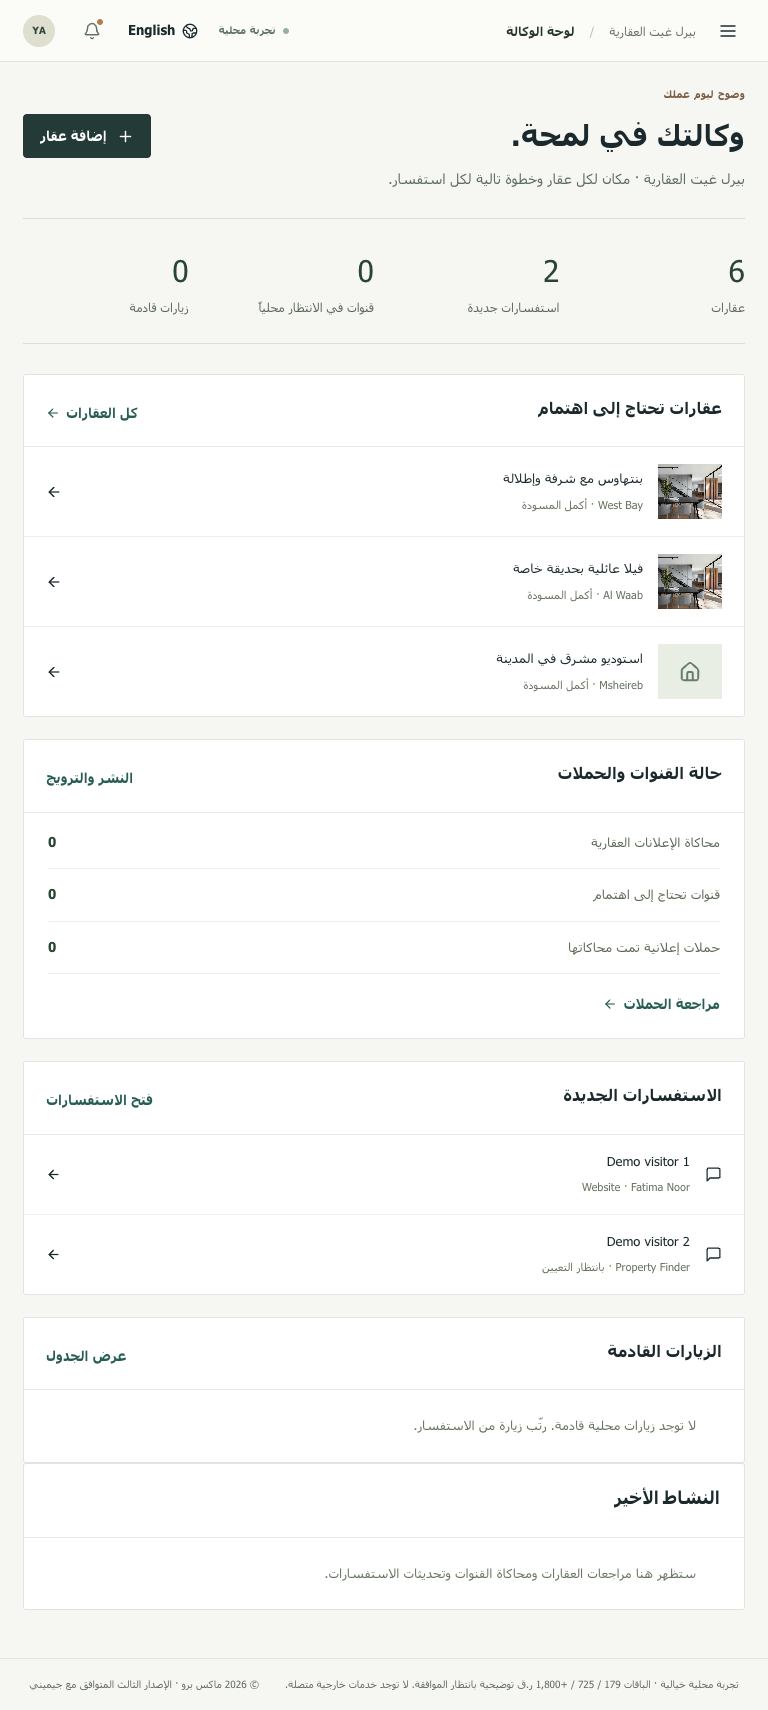 بيرل غيت العقارية / لوحة الوكالة
تجربة محلية
English
YA
وضوح ليوم عملك
وكالتك في لمحة.
إضافة عقار
بيرل غيت العقارية · مكان لكل عقار وخطوة تالية لكل استفسار.
6
عقارات
2
استفسارات جديدة
0
قنوات في الانتظار محلياً
0
زيارات قادمة
عقارات تحتاج إلى اهتمام
كل العقارات
بنتهاوس مع شرفة وإطلالة
West Bay · أكمل المسودة
فيلا عائلية بحديقة خاصة
Al Waab · أكمل المسودة
استوديو مشرق في المدينة
Msheireb · أكمل المسودة
حالة القنوات والحملات
النشر والترويج
محاكاة الإعلانات العقارية 0
قنوات تحتاج إلى اهتمام 0
حملات إعلانية تمت محاكاتها 0
مراجعة الحملات
الاستفسارات الجديدة
فتح الاستفسارات
Demo visitor 1
Website · Fatima Noor
Demo visitor 2
Property Finder · بانتظار التعيين
الزيارات القادمة
عرض الجدول
لا توجد زيارات محلية قادمة. رتّب زيارة من الاستفسار.
النشاط الأخير
ستظهر هنا مراجعات العقارات ومحاكاة القنوات وتحديثات الاستفسارات.
تجربة محلية خيالية · الباقات 179 / 725 / +1,800 ر.ق توضيحية بانتظار الموافقة. لا توجد خدمات خارجية متصلة.
© 2026 ماكس برو · الإصدار الثالث المتوافق مع جيميني